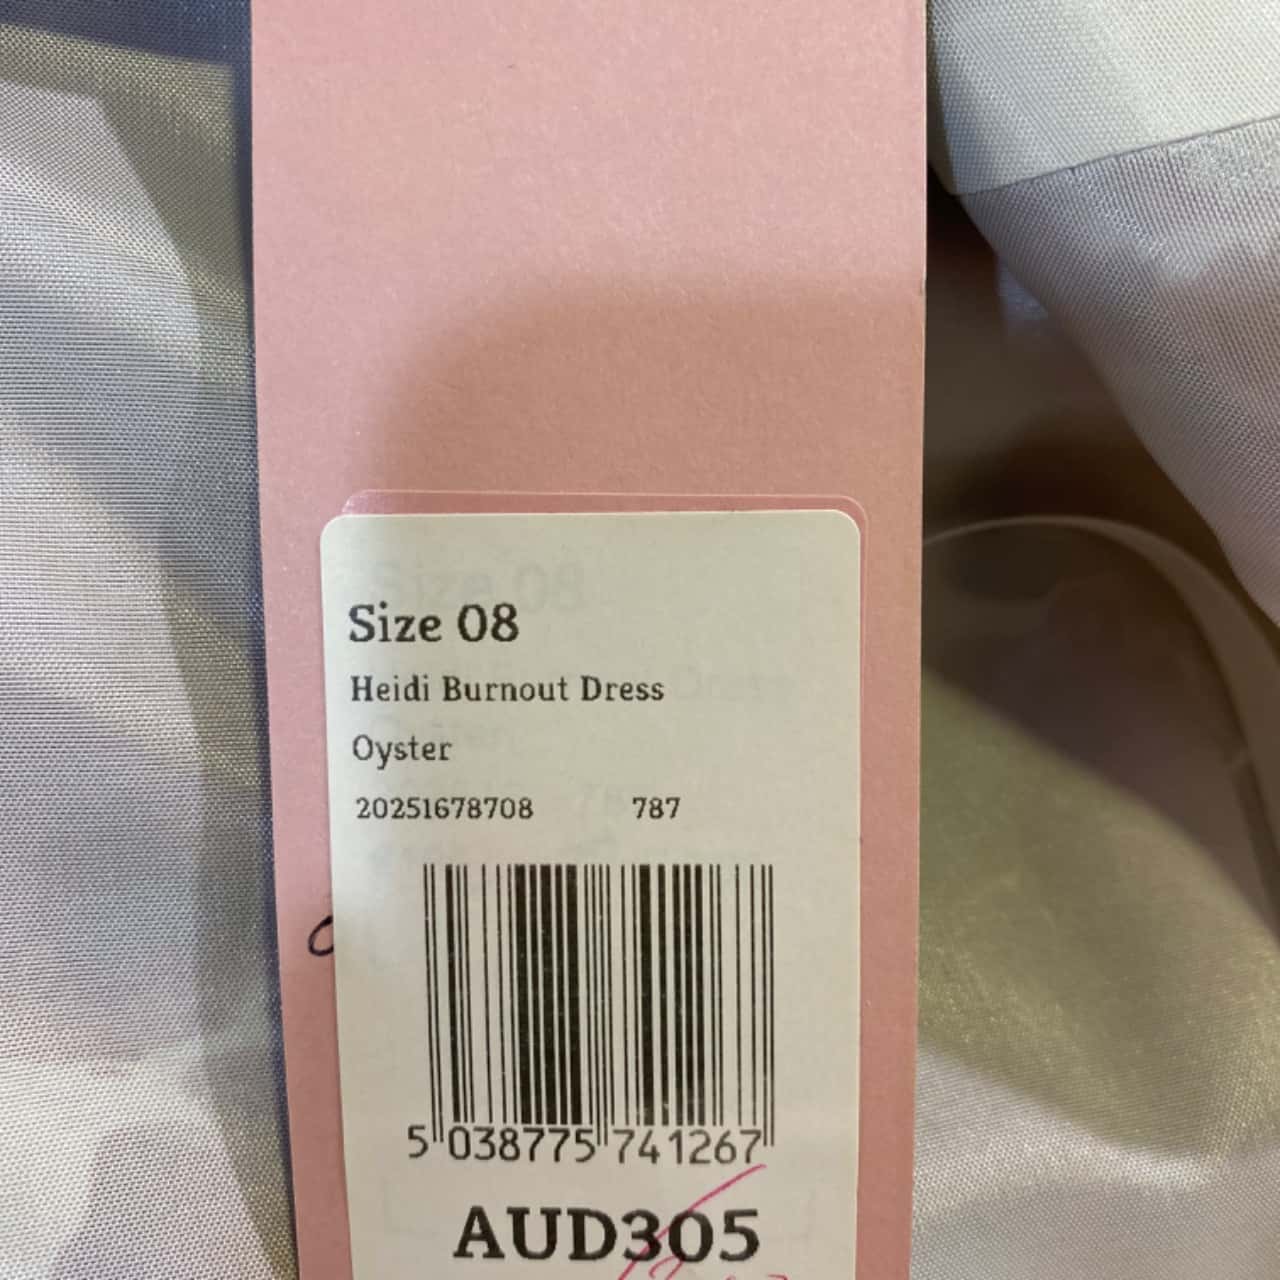 Size 08
Heidi Burnout Dress
Oyster
20251678708 787
5 038775 741267
AUD305